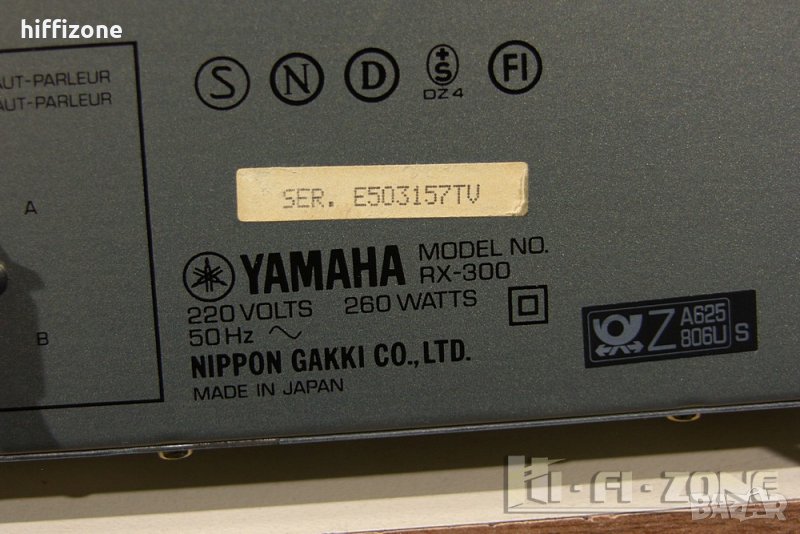 hiffizone
AUT-PARLEUR
AUT-PARLEUR
S N D +S FI
DZ4
A
SER. E503157TV
YAMAHA MODEL NO.
RX-300
220 VOLTS 260 WATTS
50 Hz
B
NIPPON GAKKI CO., LTD.
MADE IN JAPAN
Z A625
806U S
HI-FI-ZONE
BAZAR